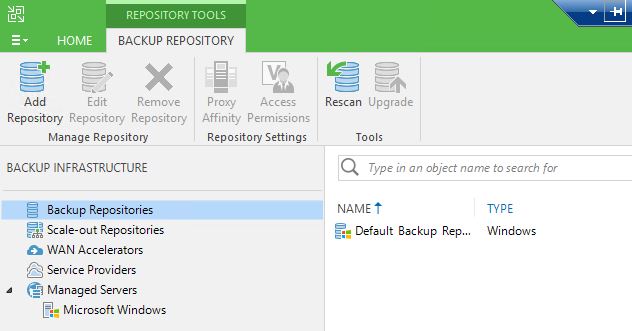 REPOSITORY TOOLS
HOME BACKUP REPOSITORY
Add Repository
Edit Repository
Remove Repository
Proxy Affinity
Access Permissions
Rescan
Upgrade
Manage Repository
Repository Settings
Tools
BACKUP INFRASTRUCTURE
Backup Repositories
Scale-out Repositories
WAN Accelerators
Service Providers
Managed Servers
Microsoft Windows
Type in an object name to search for
NAME TYPE
Default Backup Rep... Windows